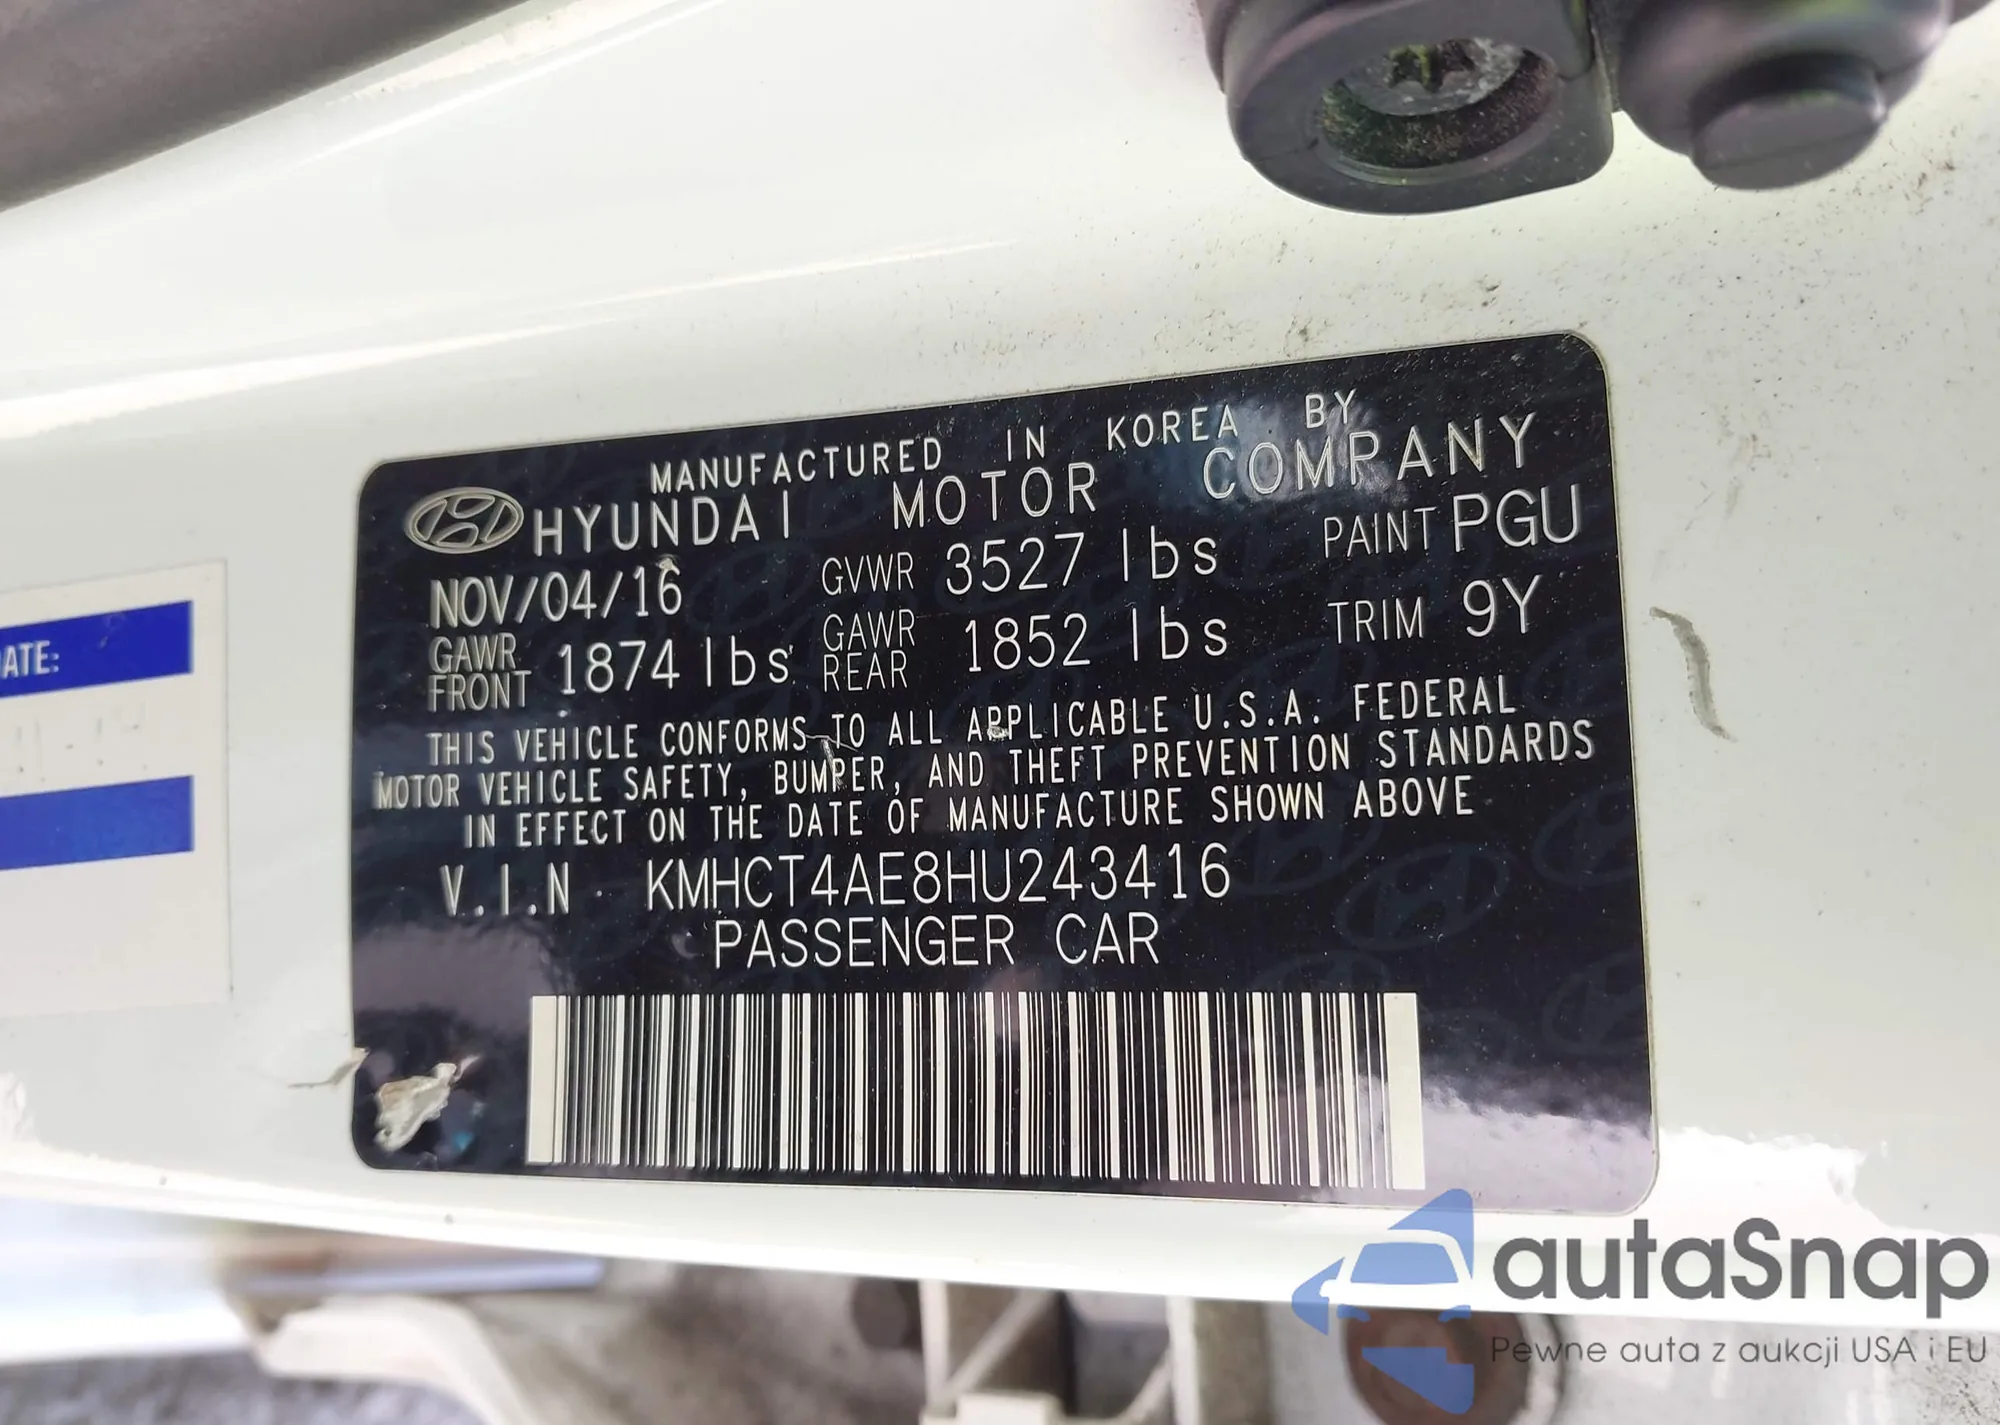 MANUFACTURED IN KOREA BY
HYUNDAI MOTOR COMPANY
NOV/04/16 GVWR 3527 lbs PAINT PGU
GAWR FRONT 1874 lbs GAWR REAR 1852 lbs TRIM 9Y
THIS VEHICLE CONFORMS TO ALL APPLICABLE U.S.A. FEDERAL
MOTOR VEHICLE SAFETY, BUMPER, AND THEFT PREVENTION STANDARDS
IN EFFECT ON THE DATE OF MANUFACTURE SHOWN ABOVE
V.I.N KMHCT4AE8HU243416
PASSENGER CAR
ATE:
autaSnap
Pewne auta z aukcji USA i EU